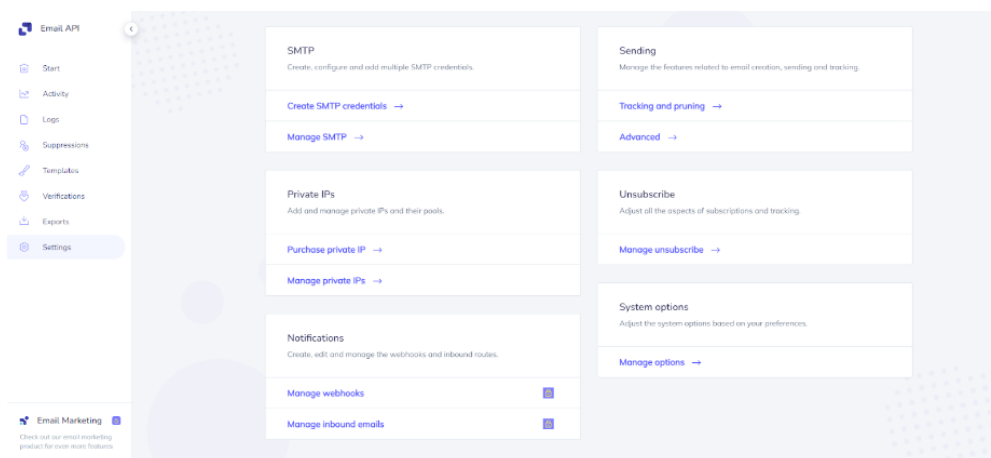 Email API
Start
Activity
Logs
Suppressions
Templates
Verifications
Exports
Settings
Email Marketing
Check out our email marketing
product for even more features
SMTP
Create, configure and add multiple SMTP credentials.
Create SMTP credentials →
Manage SMTP →
Private IPs
Add and manage private IPs and their pools.
Purchase private IP →
Manage private IPs →
Notifications
Create, edit and manage the webhooks and inbound routes.
Manage webhooks
Manage inbound emails
Sending
Manage the features related to email creation, sending and tracking.
Tracking and pruning →
Advanced →
Unsubscribe
Adjust all the aspects of subscriptions and tracking.
Manage unsubscribe →
System options
Adjust the system options based on your preferences.
Manage options →